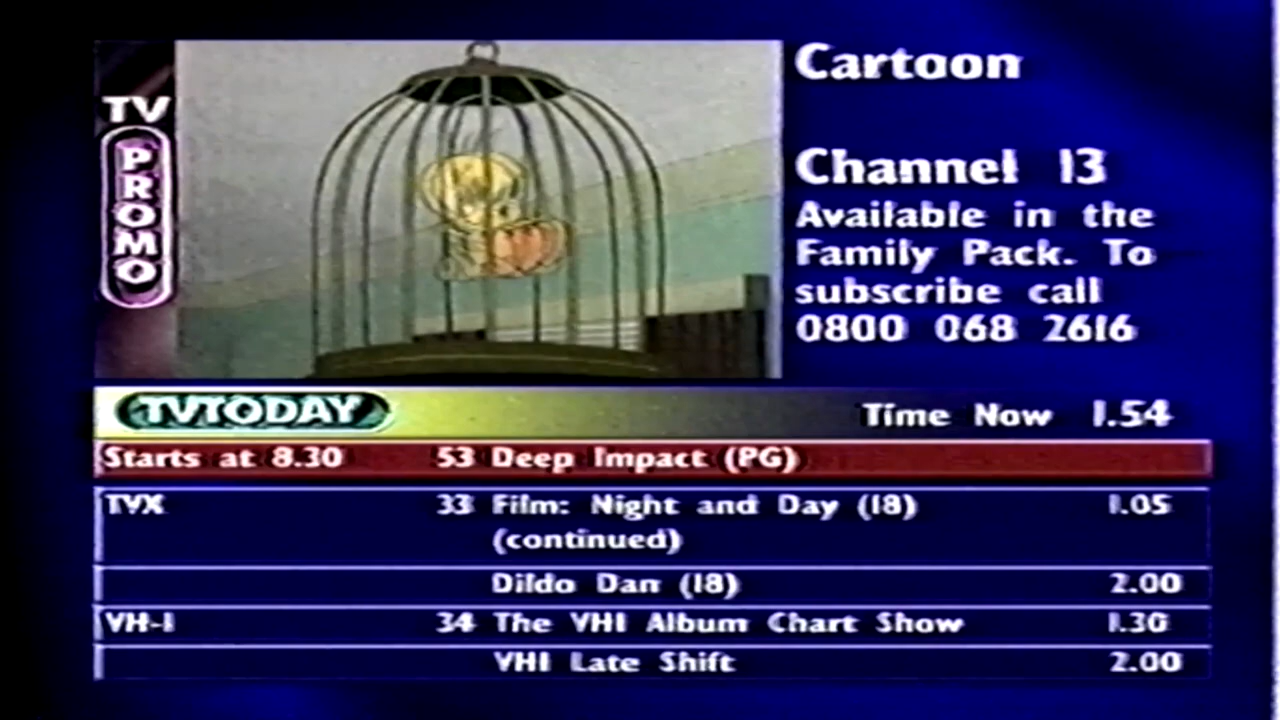 TV
PROMO
Cartoon
Channel 13
Available in the
Family Pack. To
subscribe call
0800 068 2616
TVTODAY
Time Now 1.54
Starts at 8.30 53 Deep Impact (PG)
TVX 33 Film: Night and Day (18) 1.05
(continued)
Dildo Dan (18) 2.00
VH-1 34 The VH1 Album Chart Show 1.30
VH1 Late Shift 2.00